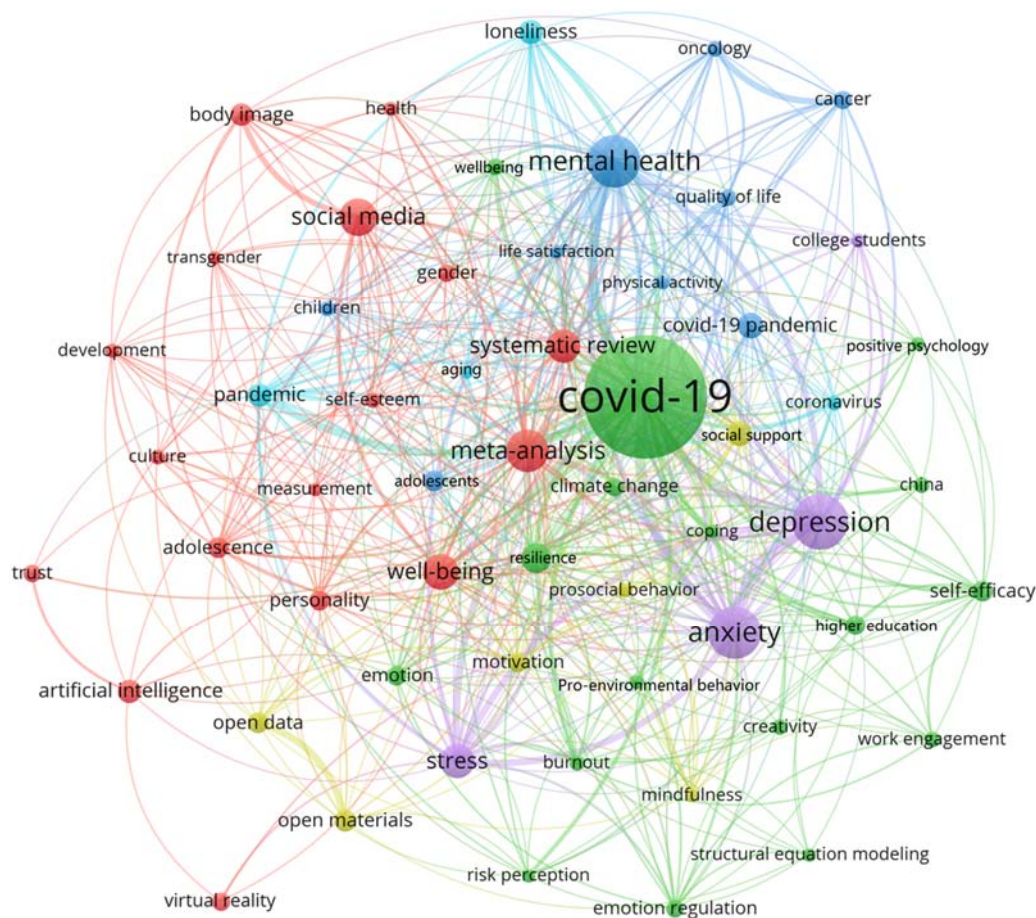 loneliness
oncology
cancer
health
body image
mental health
wellbeing
quality of life
social media
college students
life satisfaction
transgender
gender
physical activity
children
covid-19 pandemic
systematic review
positive psychology
development
aging
pandemic
self-esteem
covid-19
coronavirus
social support
meta-analysis
culture
adolescents
climate change
china
measurement
depression
coping
adolescence
resilience
trust
well-being
prosocial behavior
self-efficacy
personality
higher education
anxiety
motivation
emotion
Pro-environmental behavior
artificial intelligence
open data
creativity
work engagement
stress
burnout
mindfulness
open materials
structural equation modeling
risk perception
virtual reality
emotion regulation